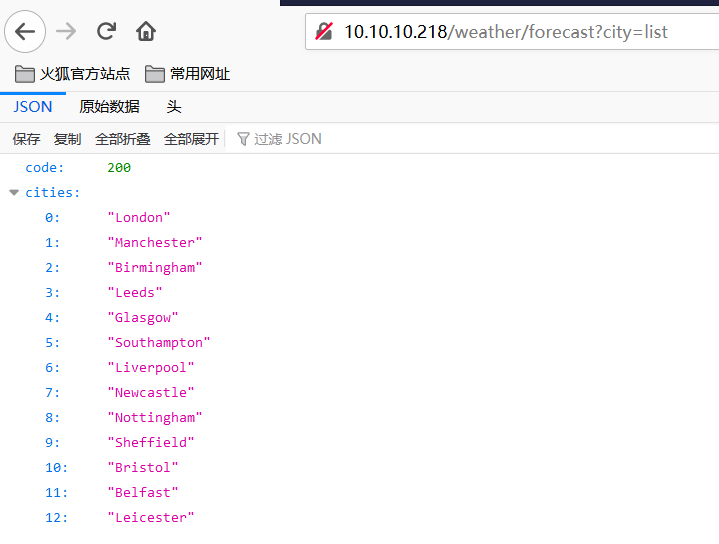 10.10.10.218/weather/forecast?city=list
火狐官方站点 常用网址
JSON 原始数据 头
保存 复制 全部折叠 全部展开 过滤 JSON
code: 200
cities:
0: "London"
1: "Manchester"
2: "Birmingham"
3: "Leeds"
4: "Glasgow"
5: "Southampton"
6: "Liverpool"
7: "Newcastle"
8: "Nottingham"
9: "Sheffield"
10: "Bristol"
11: "Belfast"
12: "Leicester"